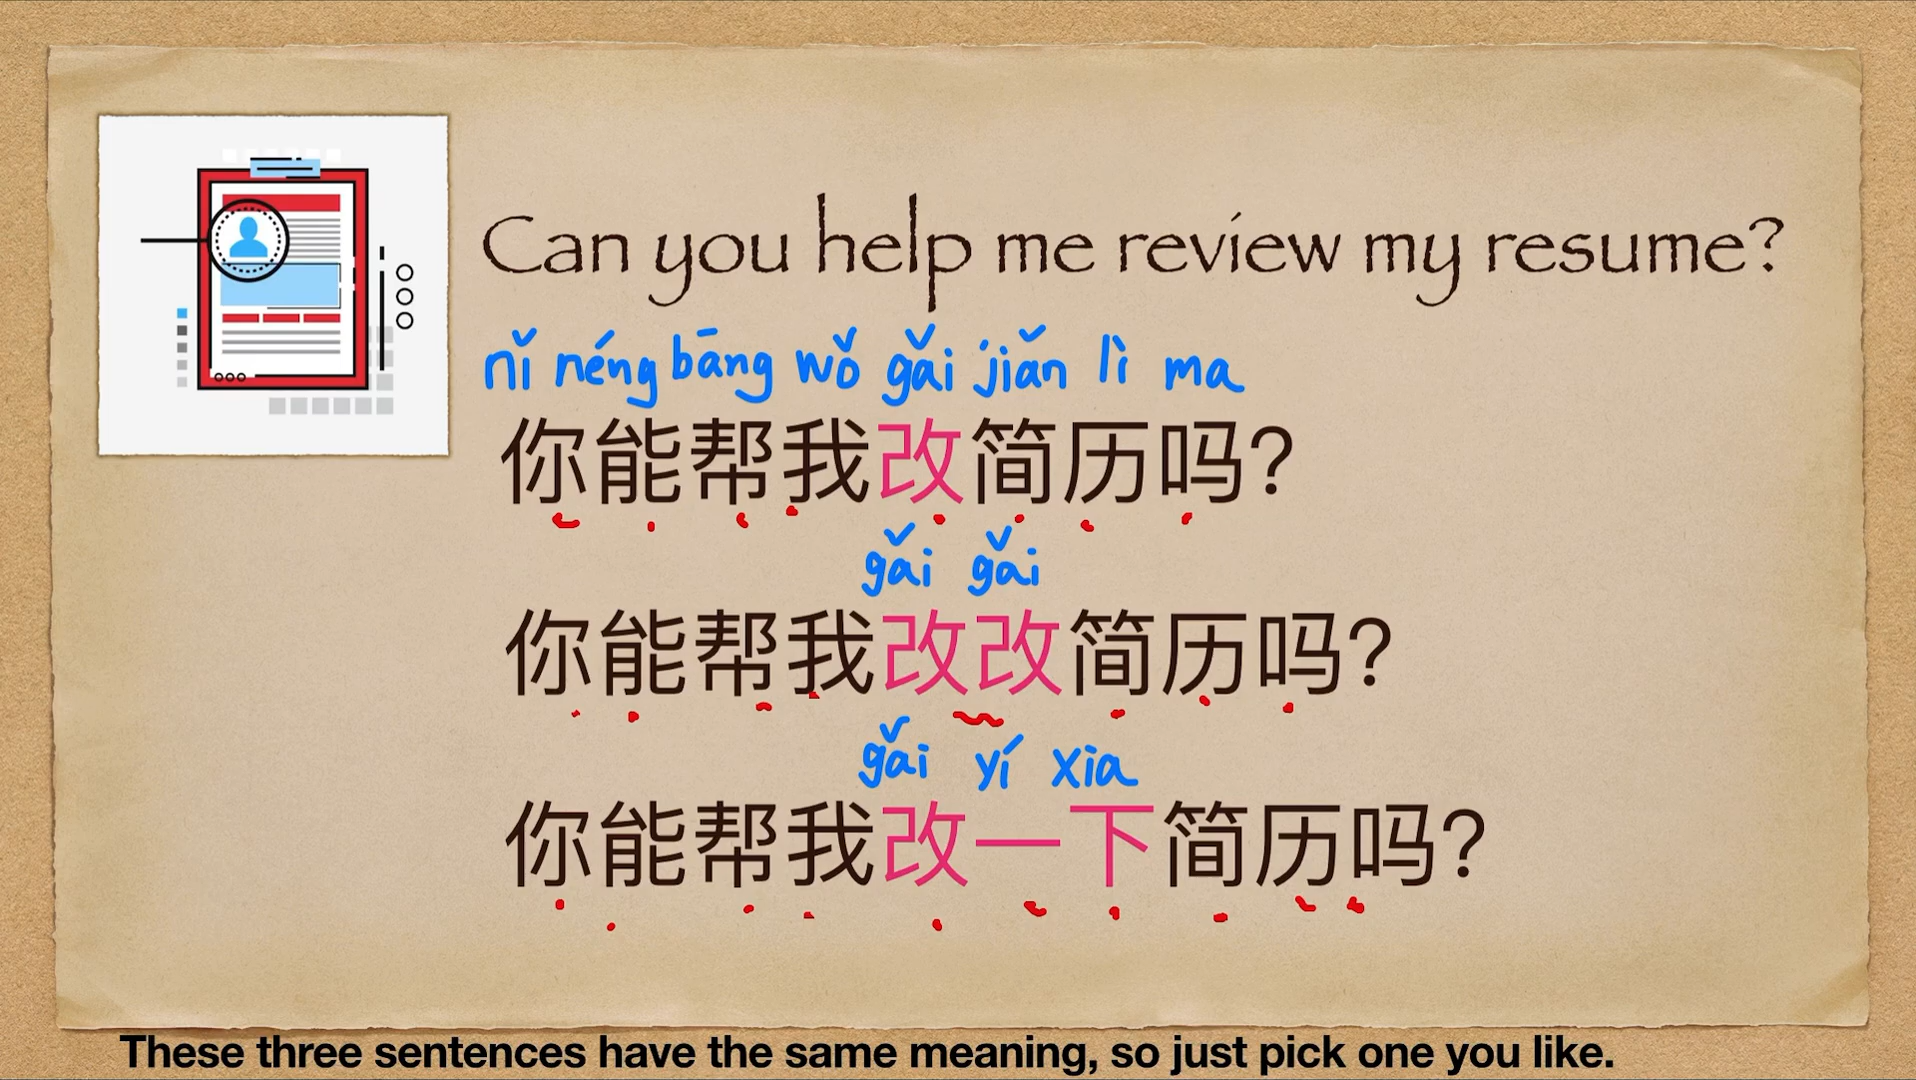 Can you help me review my resume?
nǐ néng bāng wǒ gǎi jiǎn lì ma
你能帮我改简历吗?
gǎi gǎi
你能帮我改改简历吗?
gǎi yí xia
你能帮我改一下简历吗?
These three sentences have the same meaning, so just pick one you like.